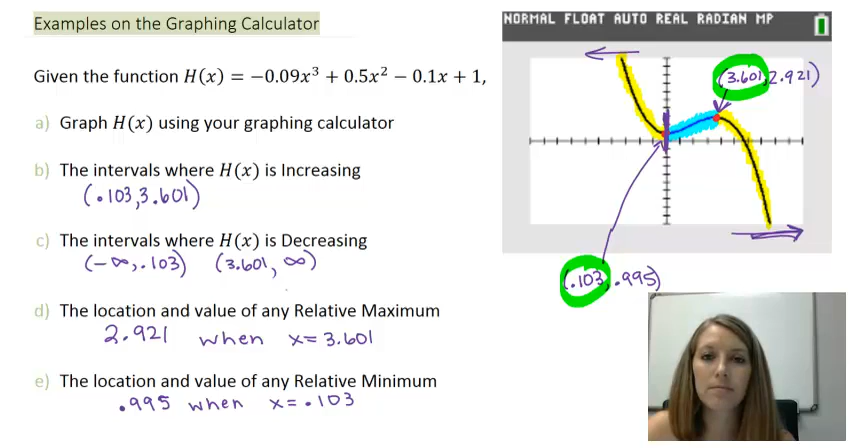 Examples on the Graphing Calculator
NORMAL FLOAT AUTO REAL RADIAN MP
Given the function H(x) = −0.09x³ + 0.5x² − 0.1x + 1,
(3.601, 2.921)
a) Graph H(x) using your graphing calculator
b) The intervals where H(x) is Increasing
(.103, 3.601)
c) The intervals where H(x) is Decreasing
(−∞, .103) (3.601, ∞)
(.103, .995)
d) The location and value of any Relative Maximum
2.921 when x = 3.601
e) The location and value of any Relative Minimum
.995 when x = .103